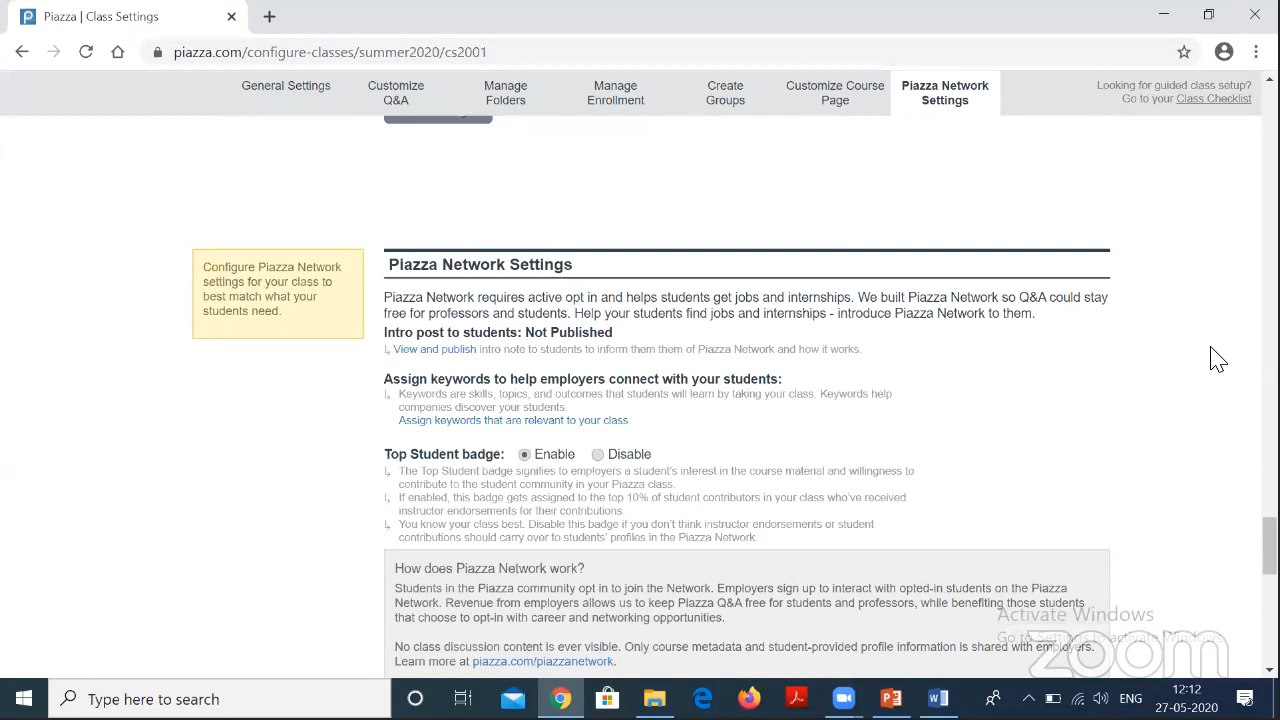 Piazza | Class Settings
piazza.com/configure-classes/summer2020/cs2001
General Settings
Customize
Q&A
Manage
Folders
Manage
Enrollment
Create
Groups
Customize Course
Page
Piazza Network
Settings
Looking for guided class setup?
Go to your Class Checklist
Configure Piazza Network
settings for your class to
best match what your
students need.
Piazza Network Settings
Piazza Network requires active opt in and helps students get jobs and internships. We built Piazza Network so Q&A could stay
free for professors and students. Help your students find jobs and internships - introduce Piazza Network to them.
Intro post to students: Not Published
View and publish intro note to students to inform them them of Piazza Network and how it works.
Assign keywords to help employers connect with your students:
Keywords are skills, topics, and outcomes that students will learn by taking your class. Keywords help
companies discover your students.
Assign keywords that are relevant to your class
Top Student badge: Enable Disable
The Top Student badge signifies to employers a student's interest in the course material and willingness to
contribute to the student community in your Piazza class.
If enabled, this badge gets assigned to the top 10% of student contributors in your class who've received
instructor endorsements for their contributions.
You know your class best. Disable this badge if you don't think instructor endorsements or student
contributions should carry over to students' profiles in the Piazza Network.
How does Piazza Network work?
Students in the Piazza community opt in to join the Network. Employers sign up to interact with opted-in students on the Piazza
Network. Revenue from employers allows us to keep Piazza Q&A free for students and professors, while benefiting those students
that choose to opt-in with career and networking opportunities.
No class discussion content is ever visible. Only course metadata and student-provided profile information is shared with employers.
Learn more at piazza.com/piazzanetwork.
Activate Windows
Go to Settings to activate Windows.
zoom
Type here to search
ENG
12:12
27-05-2020